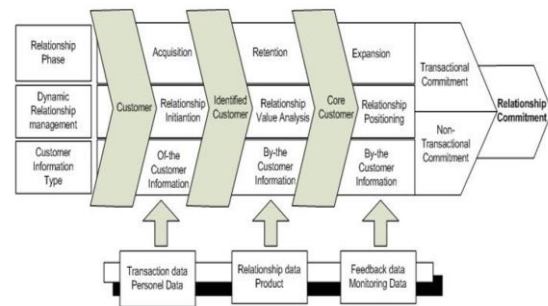 Relationship
Phase
Acquisition
Retention
Expansion
Transactional
Commitment
Dynamic
Relationship
management
Customer
Relationship
Initiantion
Identified
Customer
Relationship
Value Analysis
Core
Customer
Relationship
Positioning
Relationship
Commitment
Non-
Transactional
Commitment
Customer
Information
Type
Of-the
Customer
Information
By-the
Customer
Information
By-the
Customer
Information
Transaction data
Personel Data
Relationship data
Product
Feedback data
Monitoring Data